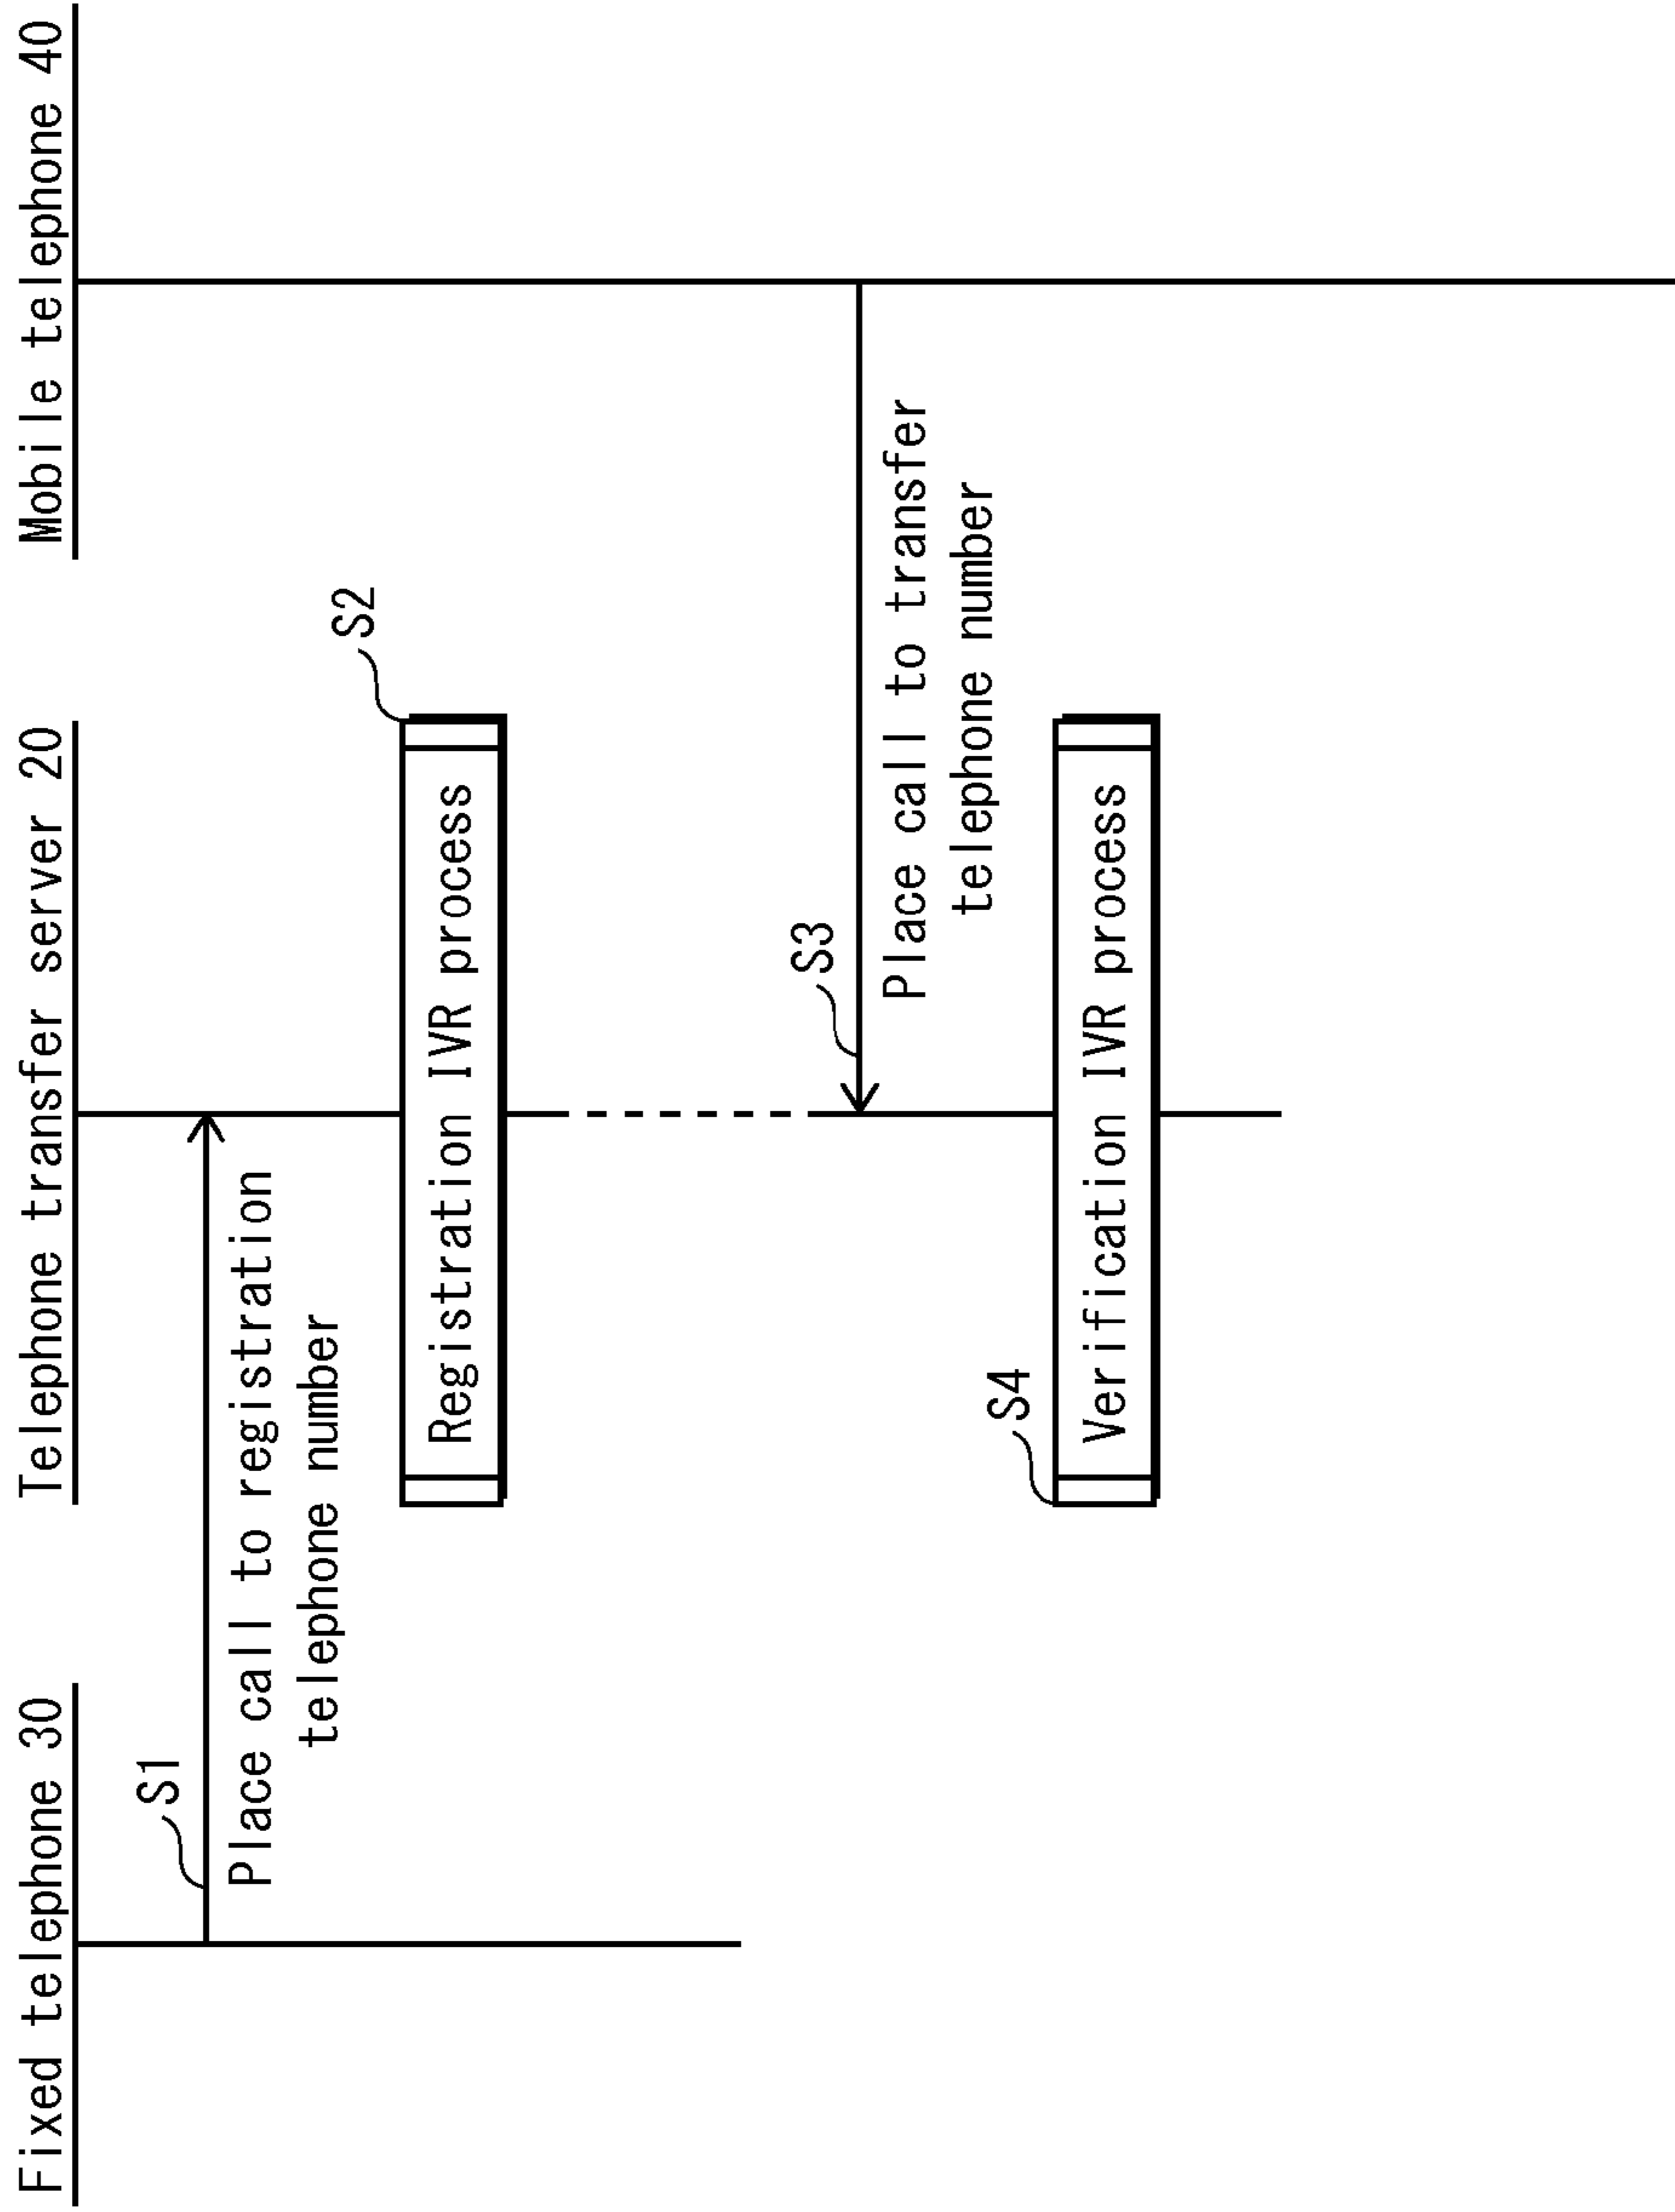 Fixed telephone 30
Telephone transfer server 20
Mobile telephone 40
S1
Place call to registration
telephone number
S2
Registration IVR process
S3
Place call to transfer
telephone number
S4
Verification IVR process